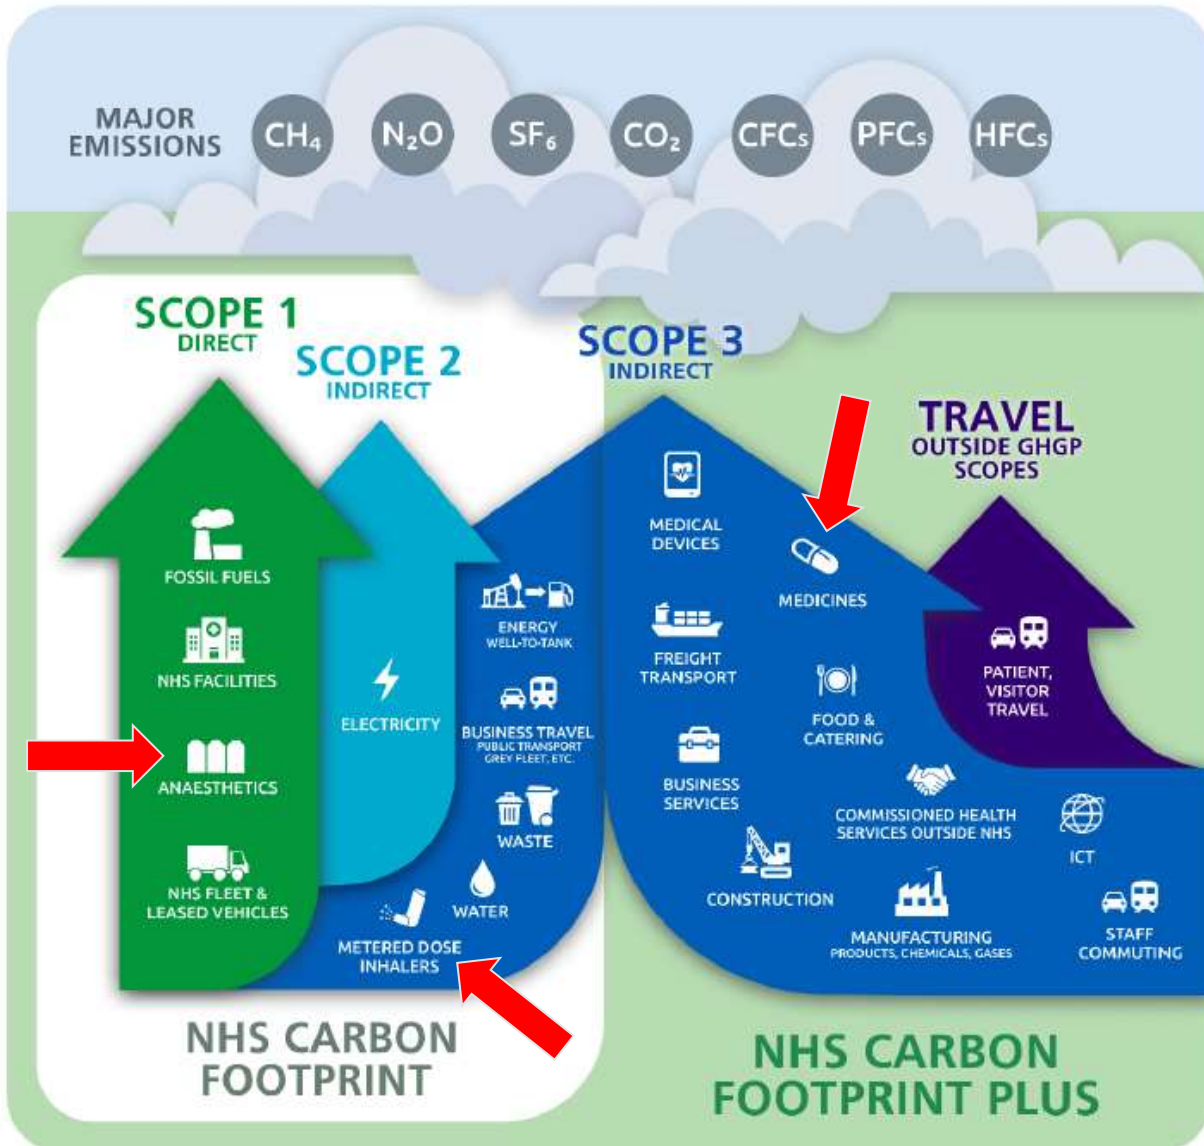 MAJOR
EMISSIONS
CH₄
N₂O
SF₆
CO₂
CFCs
PFCs
HFCs
SCOPE 1
DIRECT
SCOPE 2
INDIRECT
SCOPE 3
INDIRECT
TRAVEL
OUTSIDE GHGP
SCOPES
FOSSIL FUELS
NHS FACILITIES
ANAESTHETICS
NHS FLEET &
LEASED VEHICLES
ELECTRICITY
ENERGY
WELL-TO-TANK
BUSINESS TRAVEL
PUBLIC TRANSPORT
GREY FLEET, ETC.
WASTE
WATER
METERED DOSE
INHALERS
MEDICAL
DEVICES
MEDICINES
FREIGHT
TRANSPORT
FOOD &
CATERING
BUSINESS
SERVICES
COMMISSIONED HEALTH
SERVICES OUTSIDE NHS
ICT
CONSTRUCTION
MANUFACTURING
PRODUCTS, CHEMICALS, GASES
STAFF
COMMUTING
PATIENT,
VISITOR
TRAVEL
NHS CARBON
FOOTPRINT
NHS CARBON
FOOTPRINT PLUS